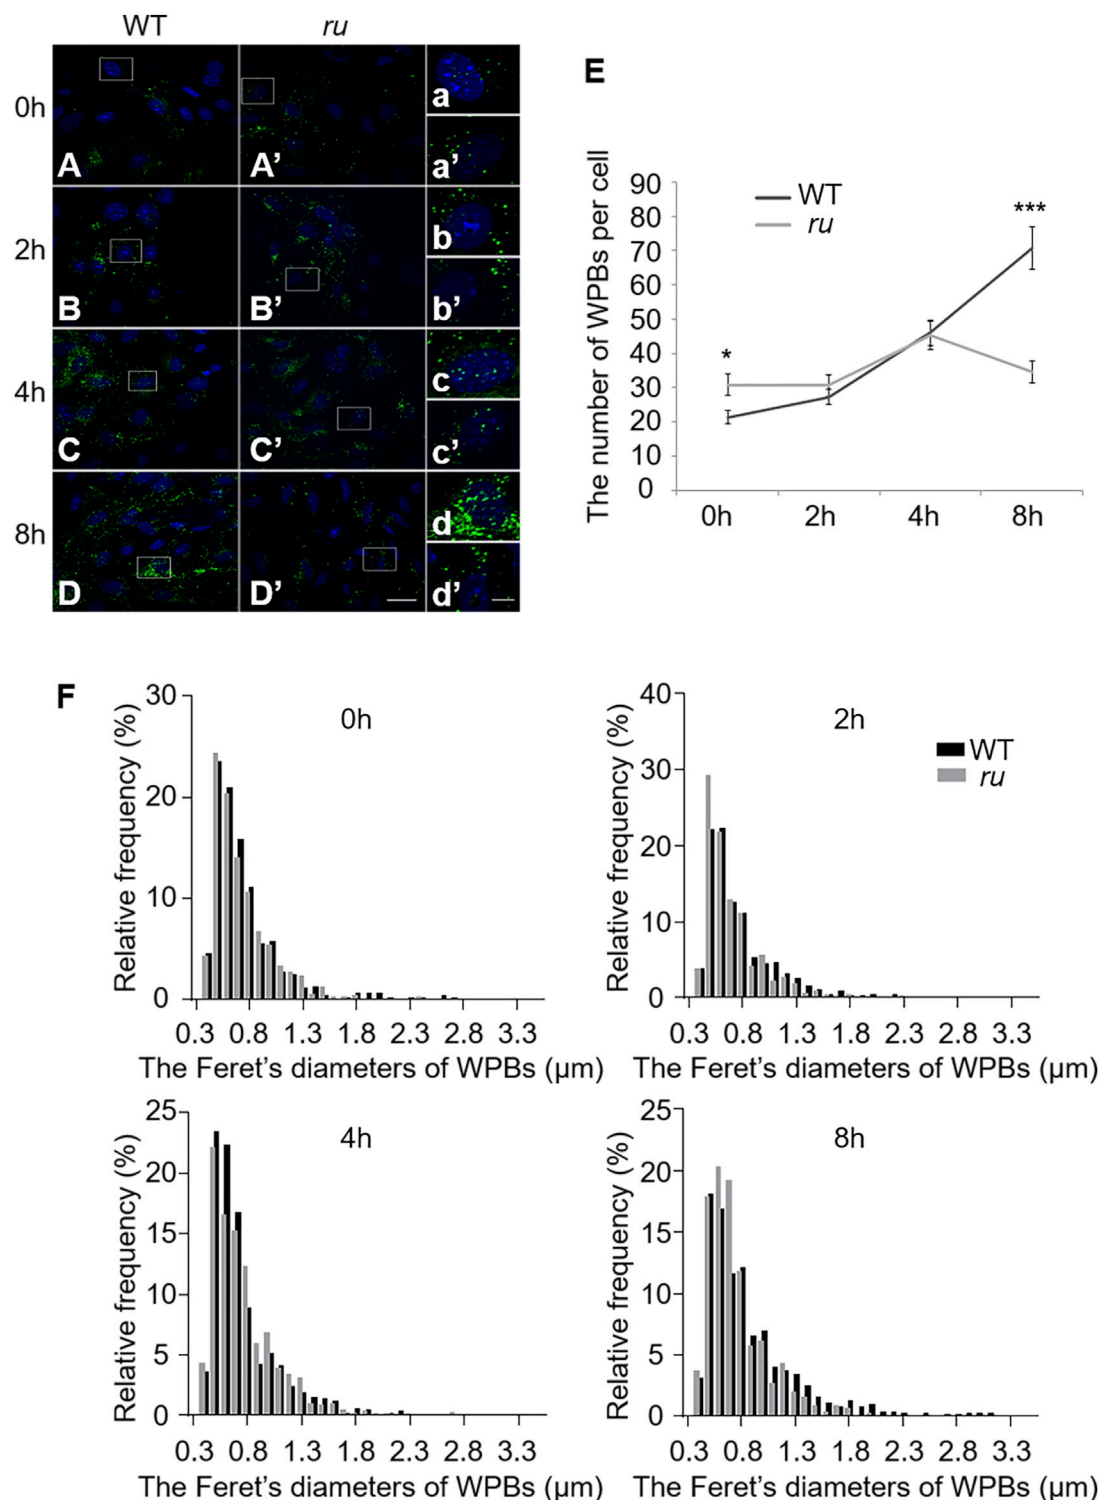 WT ru
0h
A A' a
a'
2h
B B' b
b'
4h
C C' c
c'
8h
D D' d
d'
E
The number of WPBs per cell
90
80
70
60
50
40
30
20
10
0
WT
ru
*
***
0h 2h 4h 8h
F
0h
Relative frequency (%)
30
20
10
0
0.3 0.8 1.3 1.8 2.3 2.8 3.3
The Feret’s diameters of WPBs (µm)
2h
WT
ru
Relative frequency (%)
40
30
20
10
0
0.3 0.8 1.3 1.8 2.3 2.8 3.3
The Feret’s diameters of WPBs (µm)
4h
Relative frequency (%)
25
20
15
10
5
0
0.3 0.8 1.3 1.8 2.3 2.8 3.3
The Feret’s diameters of WPBs (µm)
8h
Relative frequency (%)
25
20
15
10
5
0
0.3 0.8 1.3 1.8 2.3 2.8 3.3
The Feret’s diameters of WPBs (µm)